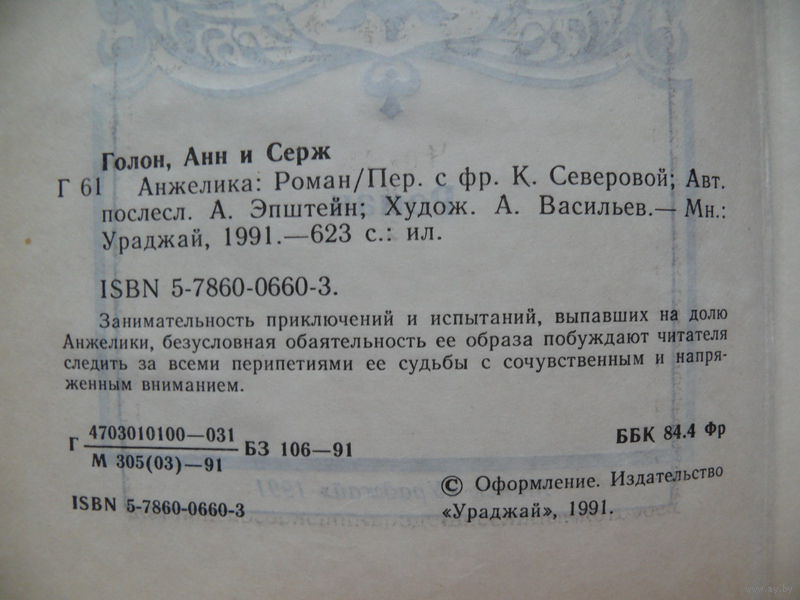 Голон, Анн и Серж
Г 61 Анжелика: Роман/Пер. с фр. К. Северовой; Авт.
послесл. А. Эпштейн; Худож. А. Васильев.— Мн.:
Ураджай, 1991.—623 с.: ил.
ISBN 5-7860-0660-3.
Занимательность приключений и испытаний, выпавших на долю
Анжелики, безусловная обаятельность ее образа побуждают читателя
следить за всеми перипетиями ее судьбы с сочувственным и напря-
женным вниманием.
4703010100—031
Г БЗ 106—91
М 305(03)—91
ББК 84.4 Фр
ISBN 5-7860-0660-3
© Оформление. Издательство
«Ураджай», 1991.
www.ay.by